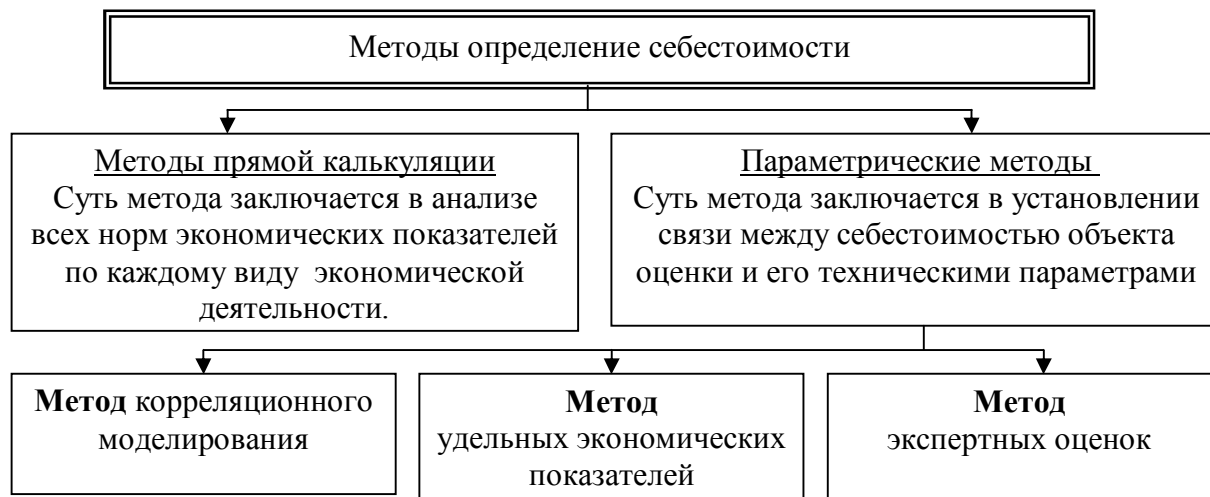 Методы определение себестоимости
Методы прямой калькуляции
Суть метода заключается в анализе
всех норм экономических показателей
по каждому виду экономической
деятельности.
Параметрические методы
Суть метода заключается в установлении
связи между себестоимостью объекта
оценки и его техническими параметрами
Метод корреляционного
моделирования
Метод
удельных экономических
показателей
Метод
экспертных оценок